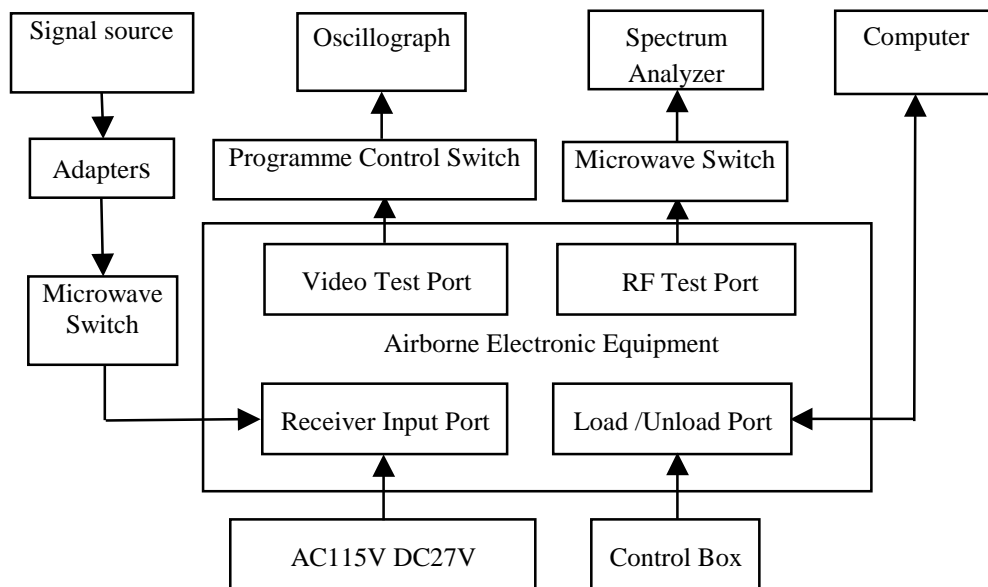 Signal source
Oscillograph
Spectrum
Analyzer
Computer
Adapters
Programme Control Switch
Microwave Switch
Microwave
Switch
Video Test Port
RF Test Port
Airborne Electronic Equipment
Receiver Input Port
Load /Unload Port
AC115V DC27V
Control Box